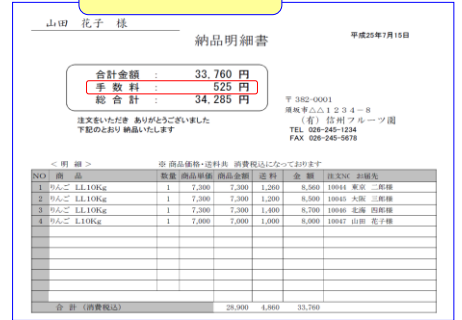 山田 花子 様
納品明細書
平成25年7月15日
合計金額 : 33,760 円
手 数 料 : 525 円
総 合 計 : 34,285 円
〒 382-0001
須坂市△△１２３４－８
（有） 信州フルーツ園
TEL 026-245-1234
FAX 026-245-5678
注文をいただき ありがとうございました
下記のとおり 納品いたします
＜ 明 細 ＞ ※ 商品価格・送料共 消費税込になっております
NO 商 品 数量 商品単価 商品金額 送 料 金 額 注文NC お届先
1 りんご LL10Kg 1 7,300 7,300 1,260 8,560 10044 東京 二郎様
2 りんご LL10Kg 1 7,300 7,300 1,200 8,500 10045 大阪 三郎様
3 りんご LL10Kg 1 7,300 7,300 1,400 8,700 10046 北海 四郎様
4 りんご L10Kg 1 7,000 7,000 1,000 8,000 10047 山田 花子様
合 計 （消費税込） 28,900 4,860 33,760